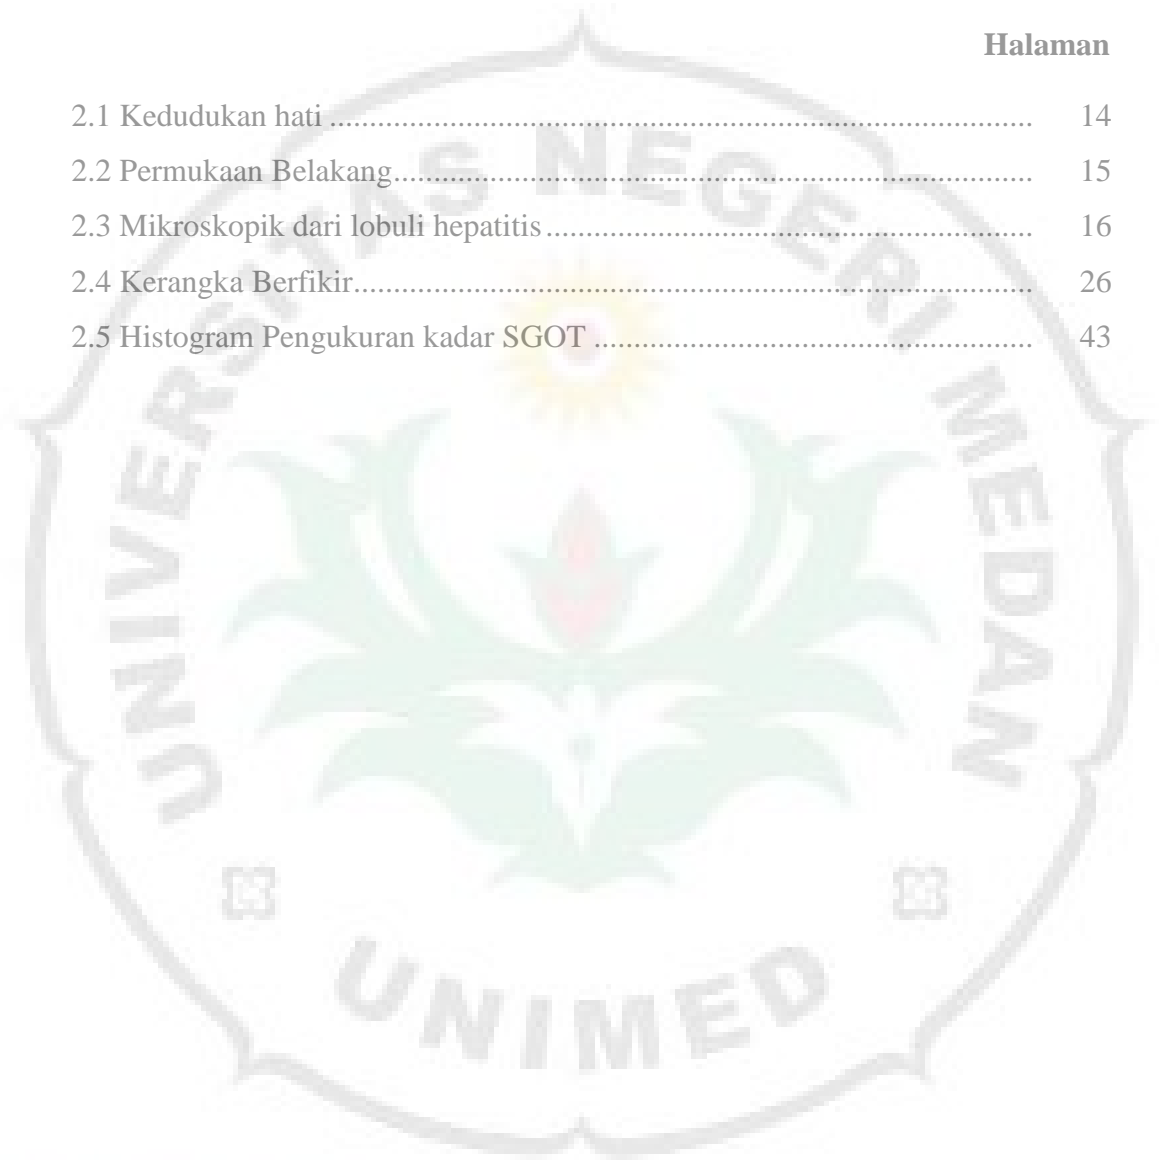 Halaman
2.1 Kedudukan hati ........................................................................................ 14
2.2 Permukaan Belakang................................................................................ 15
2.3 Mikroskopik dari lobuli hepatitis ............................................................. 16
2.4 Kerangka Berfikir..................................................................................... 26
2.5 Histogram Pengukuran kadar SGOT ....................................................... 43
UNIVERSITAS NEGERI MEDAN
UNIMED